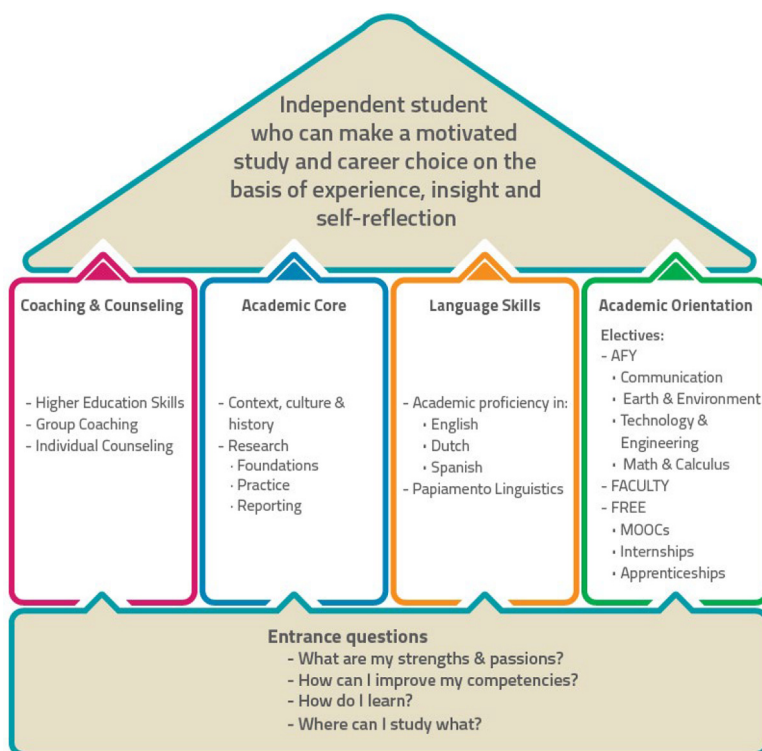 Independent student
who can make a motivated
study and career choice on the
basis of experience, insight and
self-reflection
Coaching & Counseling
- Higher Education Skills
- Group Coaching
- Individual Counseling
Academic Core
- Context, culture &
history
- Research
· Foundations
· Practice
· Reporting
Language Skills
- Academic proficiency in:
· English
· Dutch
· Spanish
- Papiamento Linguistics
Academic Orientation
Electives:
- AFY
· Communication
· Earth & Environment
· Technology &
Engineering
· Math & Calculus
- FACULTY
- FREE
· MOOCs
· Internships
· Apprenticeships
Entrance questions
- What are my strengths & passions?
- How can I improve my competencies?
- How do I learn?
- Where can I study what?